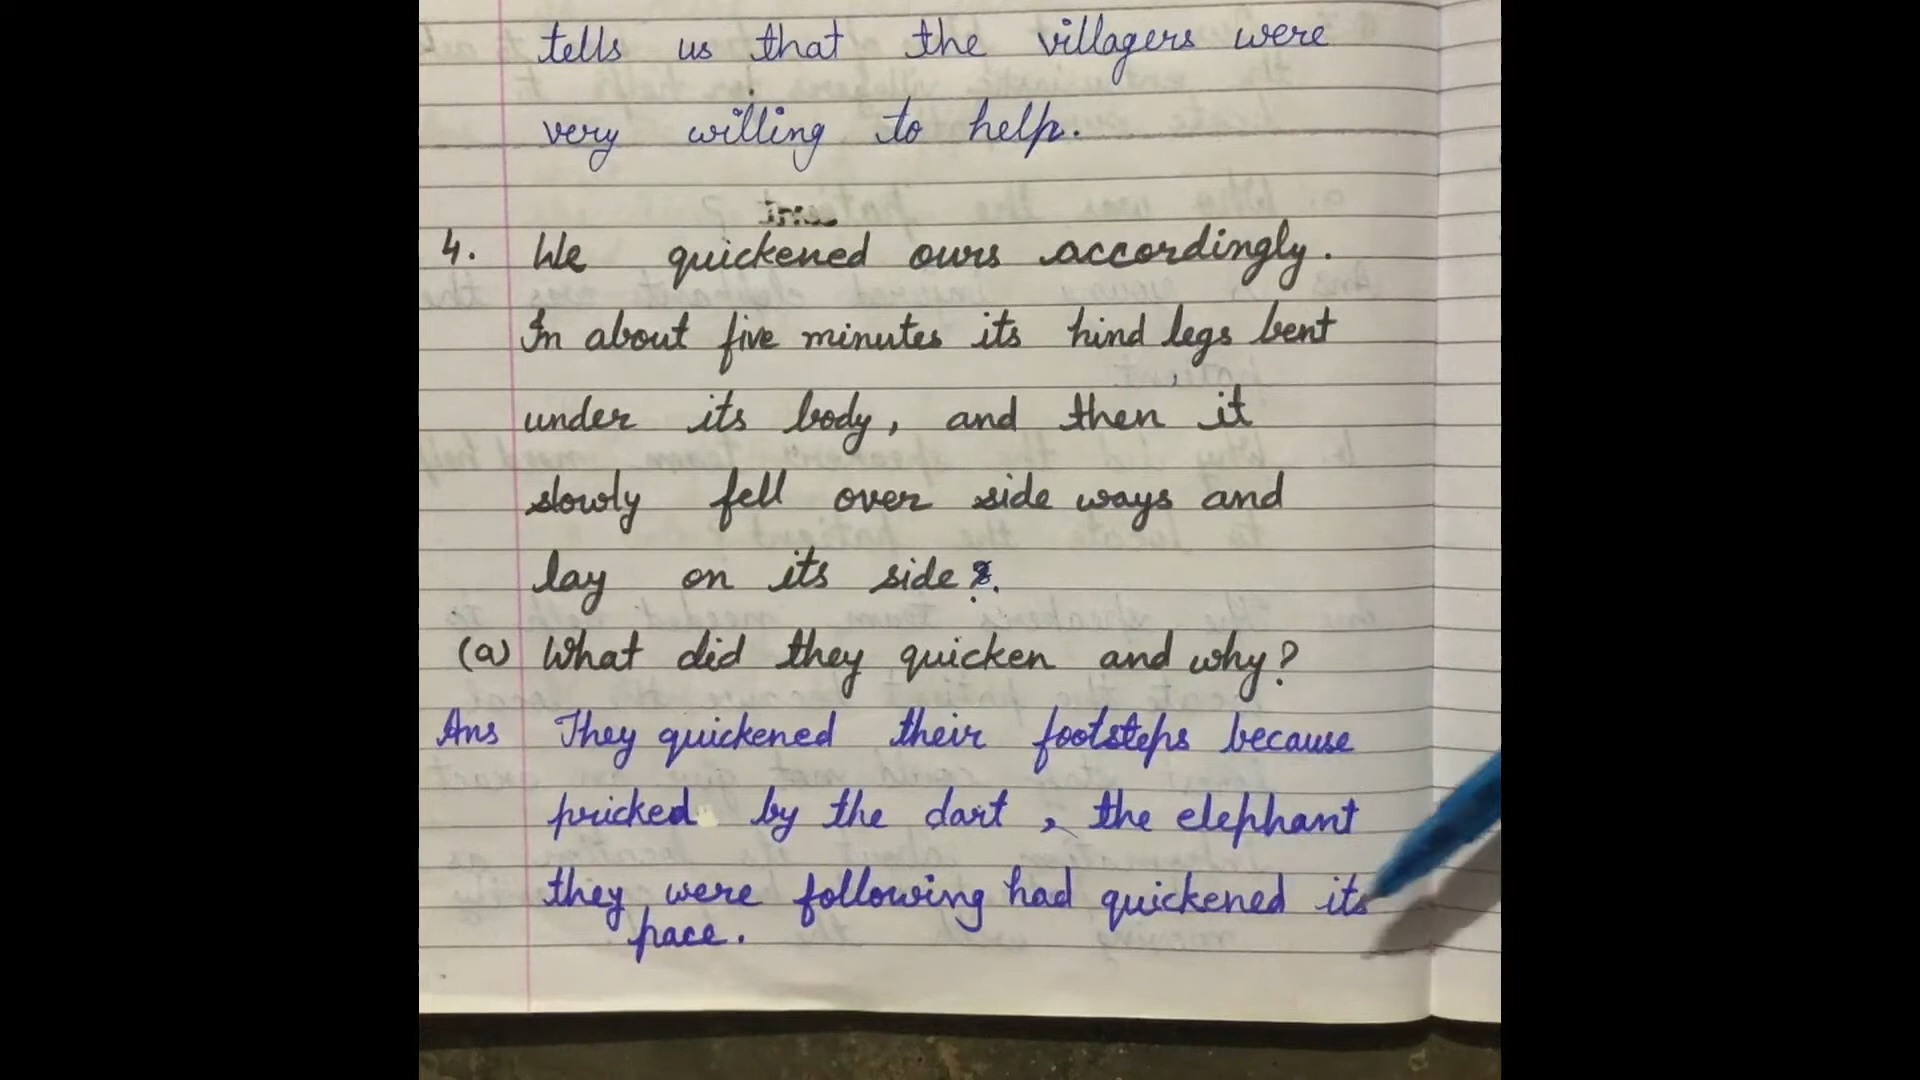 tells us that the villagers were
very willing to help.
4. We quickened ours accordingly.
In about five minutes its hind legs bent
under its body, and then it
slowly fell over side ways and
lay on its side.
(a) What did they quicken and why?
Ans They quickened their footsteps because
pricked by the dart, the elephant
they were following had quickened its
pace.